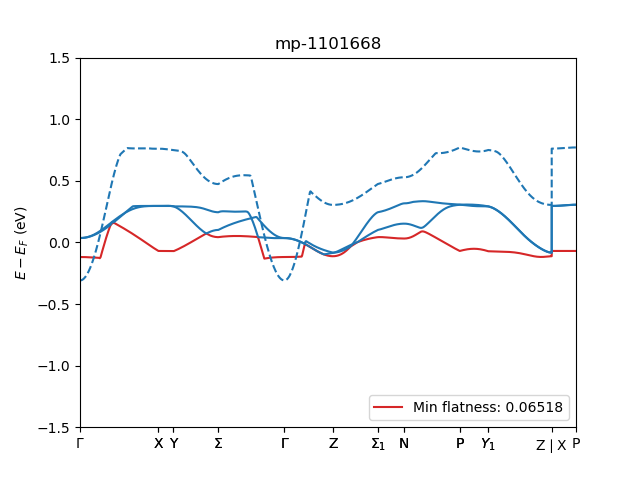 mp-1101668
1.5
1.0
0.5
0.0
−0.5
−1.0
−1.5
E − E_F (eV)
Γ X Y Σ Γ Z Σ₁ N P Y₁ Z | X P
Min flatness: 0.06518